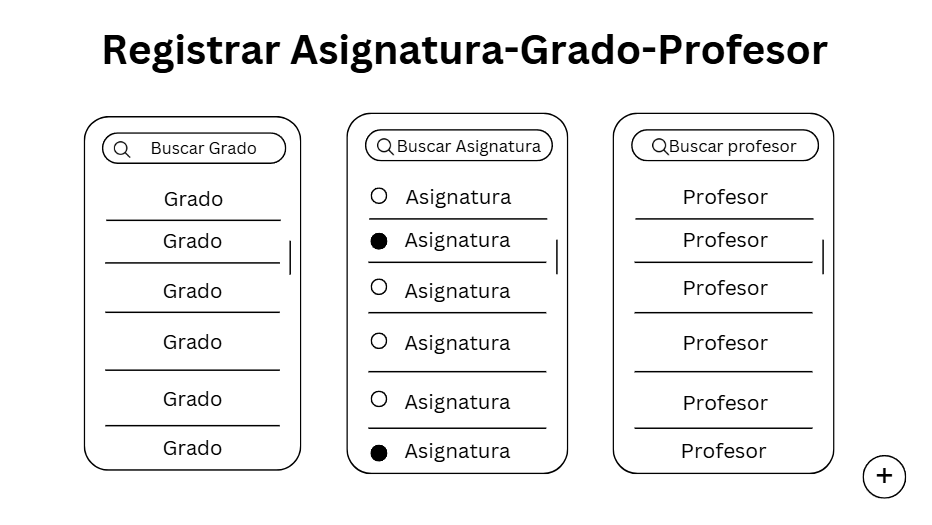 Registrar Asignatura-Grado-Profesor
Buscar Grado
Grado
Grado
Grado
Grado
Grado
Grado
Buscar Asignatura
Asignatura
Asignatura
Asignatura
Asignatura
Asignatura
Asignatura
Buscar profesor
Profesor
Profesor
Profesor
Profesor
Profesor
Profesor
+